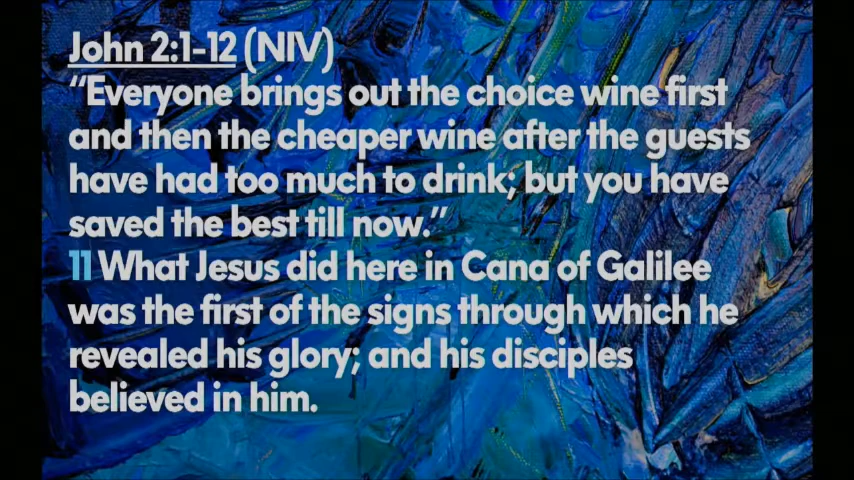 John 2:1-12 (NIV)
“Everyone brings out the choice wine first
and then the cheaper wine after the guests
have had too much to drink; but you have
saved the best till now.”
11 What Jesus did here in Cana of Galilee
was the first of the signs through which he
revealed his glory; and his disciples
believed in him.